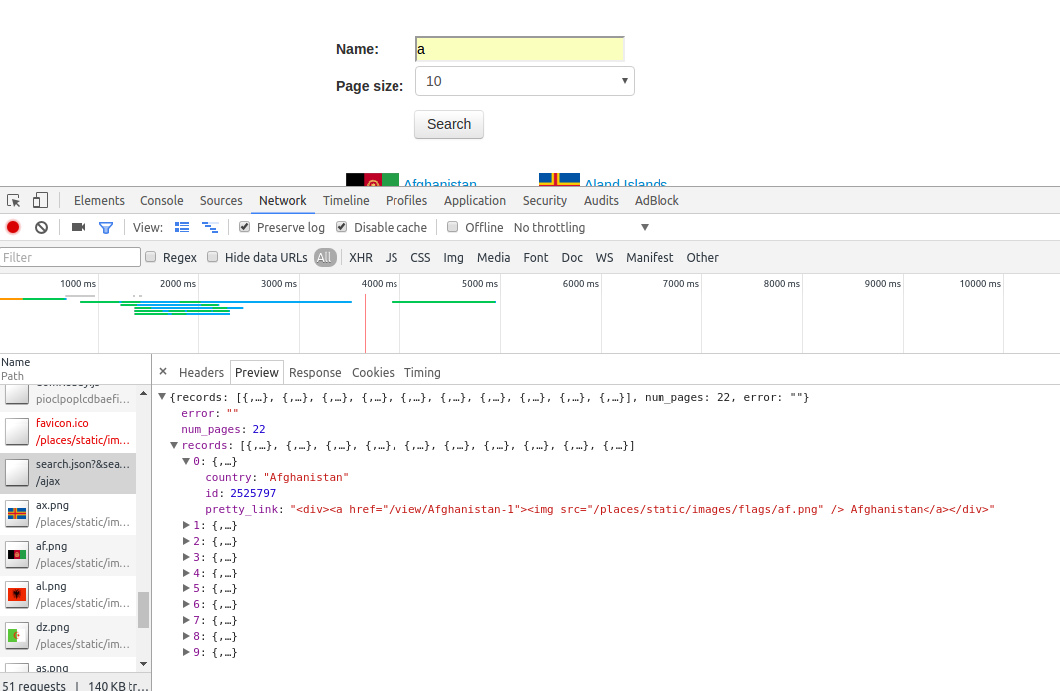 Name: a
Page size: 10
Search
Afghanistan Aland Islands
Elements Console Sources Network Timeline Profiles Application Security Audits AdBlock
View: Preserve log Disable cache Offline No throttling
Filter Regex Hide data URLs All XHR JS CSS Img Media Font Doc WS Manifest Other
1000 ms 2000 ms 3000 ms 4000 ms 5000 ms 6000 ms 7000 ms 8000 ms 9000 ms 10000 ms
Name
Path
pioclpoplcdbaefi...
favicon.ico
/places/static/im...
search.json?&sea...
/ajax
ax.png
/places/static/im...
af.png
/places/static/im...
al.png
/places/static/im...
dz.png
/places/static/im...
as.png
51 requests | 140 KB tr...
× Headers Preview Response Cookies Timing
{records: [{,…}, {,…}, {,…}, {,…}, {,…}, {,…}, {,…}, {,…}, {,…}, {,…}], num_pages: 22, error: ""}
error: ""
num_pages: 22
records: [{,…}, {,…}, {,…}, {,…}, {,…}, {,…}, {,…}, {,…}, {,…}, {,…}]
0: {,…}
country: "Afghanistan"
id: 2525797
pretty_link: "<div><a href="/view/Afghanistan-1"><img src="/places/static/images/flags/af.png" /> Afghanistan</a></div>"
1: {,…}
2: {,…}
3: {,…}
4: {,…}
5: {,…}
6: {,…}
7: {,…}
8: {,…}
9: {,…}